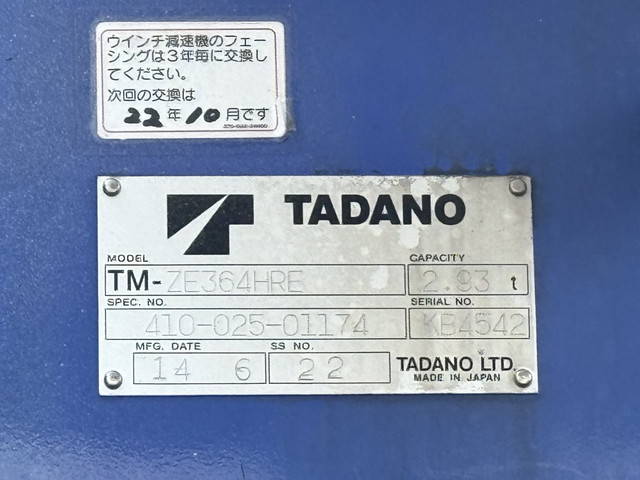 ウインチ減速機のフェー
シングは3年毎に交換し
てください。
次回の交換は
22年10月です
TADANO
MODEL
TM-ZE364HRE
CAPACITY
2.93 t
SPEC. NO.
410-025-01174
SERIAL NO.
KB4542
MFG. DATE
14 6
SS NO.
22
TADANO LTD.
MADE IN JAPAN